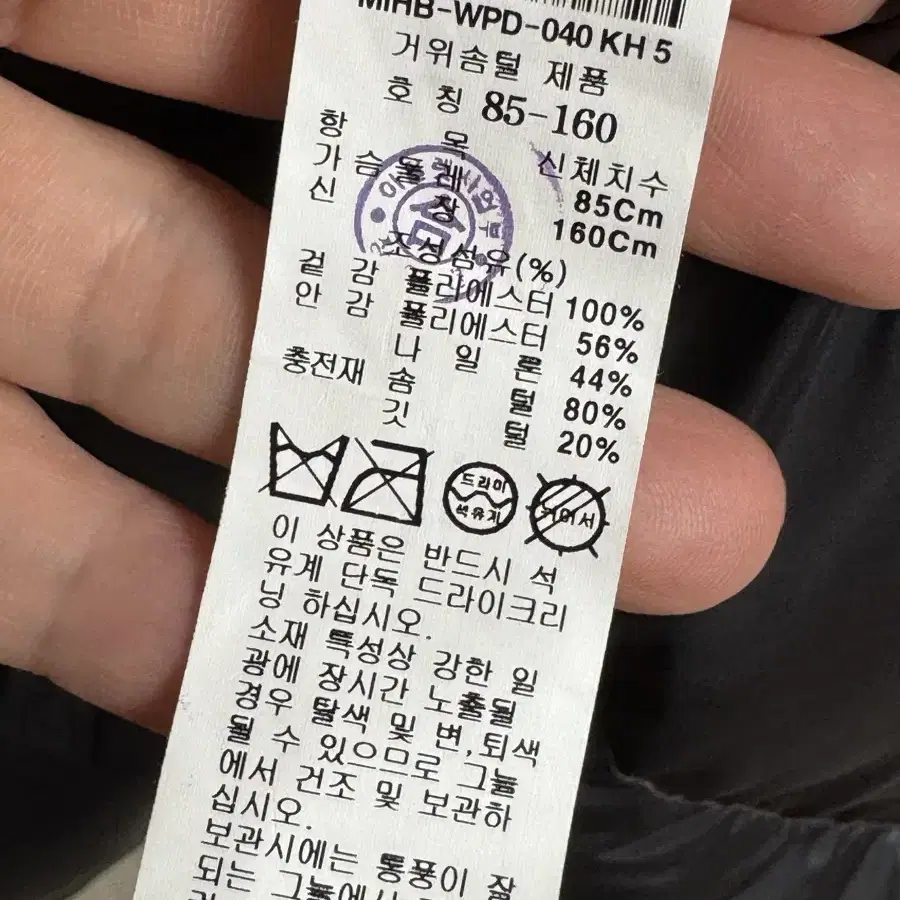 MIHB-WPD-040 KH 5
거위솜털 제품
호 칭 85-160
항 목 신체치수
가슴둘레 85Cm
신 장 160Cm
조성섬유(%)
겉 감 폴리에스터 100%
안 감 폴리에스터 56%
나 일 론 44%
충전재 솜 털 80%
깃 털 20%
드라이
석유계
이 상품은 반드시 석
유계 단독 드라이크리
닝 하십시오.
소재 특성상 강한 일
광에 장시간 노출될
경우 탈색 및 변,퇴색
될 수 있으므로 그늘
에서 건조 및 보관하
십시오.
보관시에는 통풍이 잘
되는 그늘에서